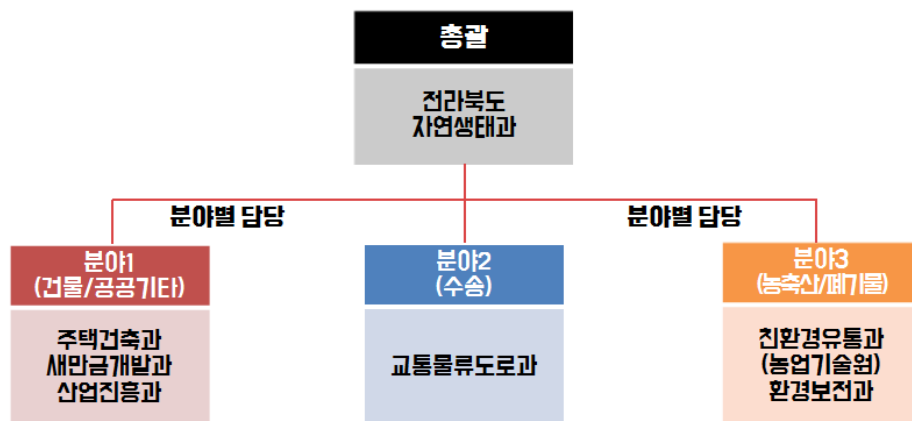 총괄
전라북도
자연생태과
분야별 담당
분야별 담당
분야1
(건물/공공기타)
주택건축과
새만금개발과
산업진흥과
분야2
(수송)
교통물류도로과
분야3
(농축산/폐기물)
친환경유통과
(농업기술원)
환경보전과